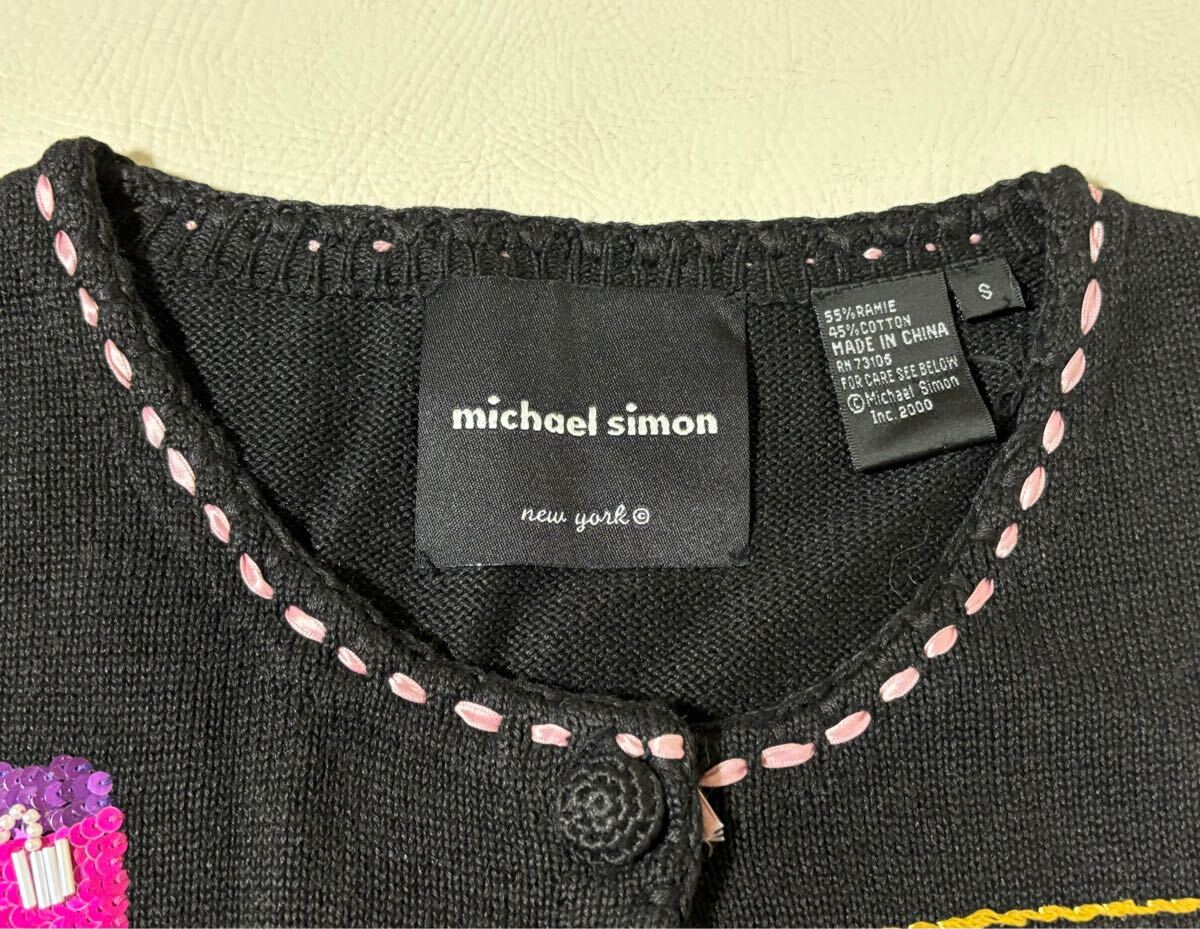 michael simon
new york©
S
55% RAMIE
45% COTTON
MADE IN CHINA
RN 73105
FOR CARE SEE BELOW
©Michael Simon
Inc. 2000